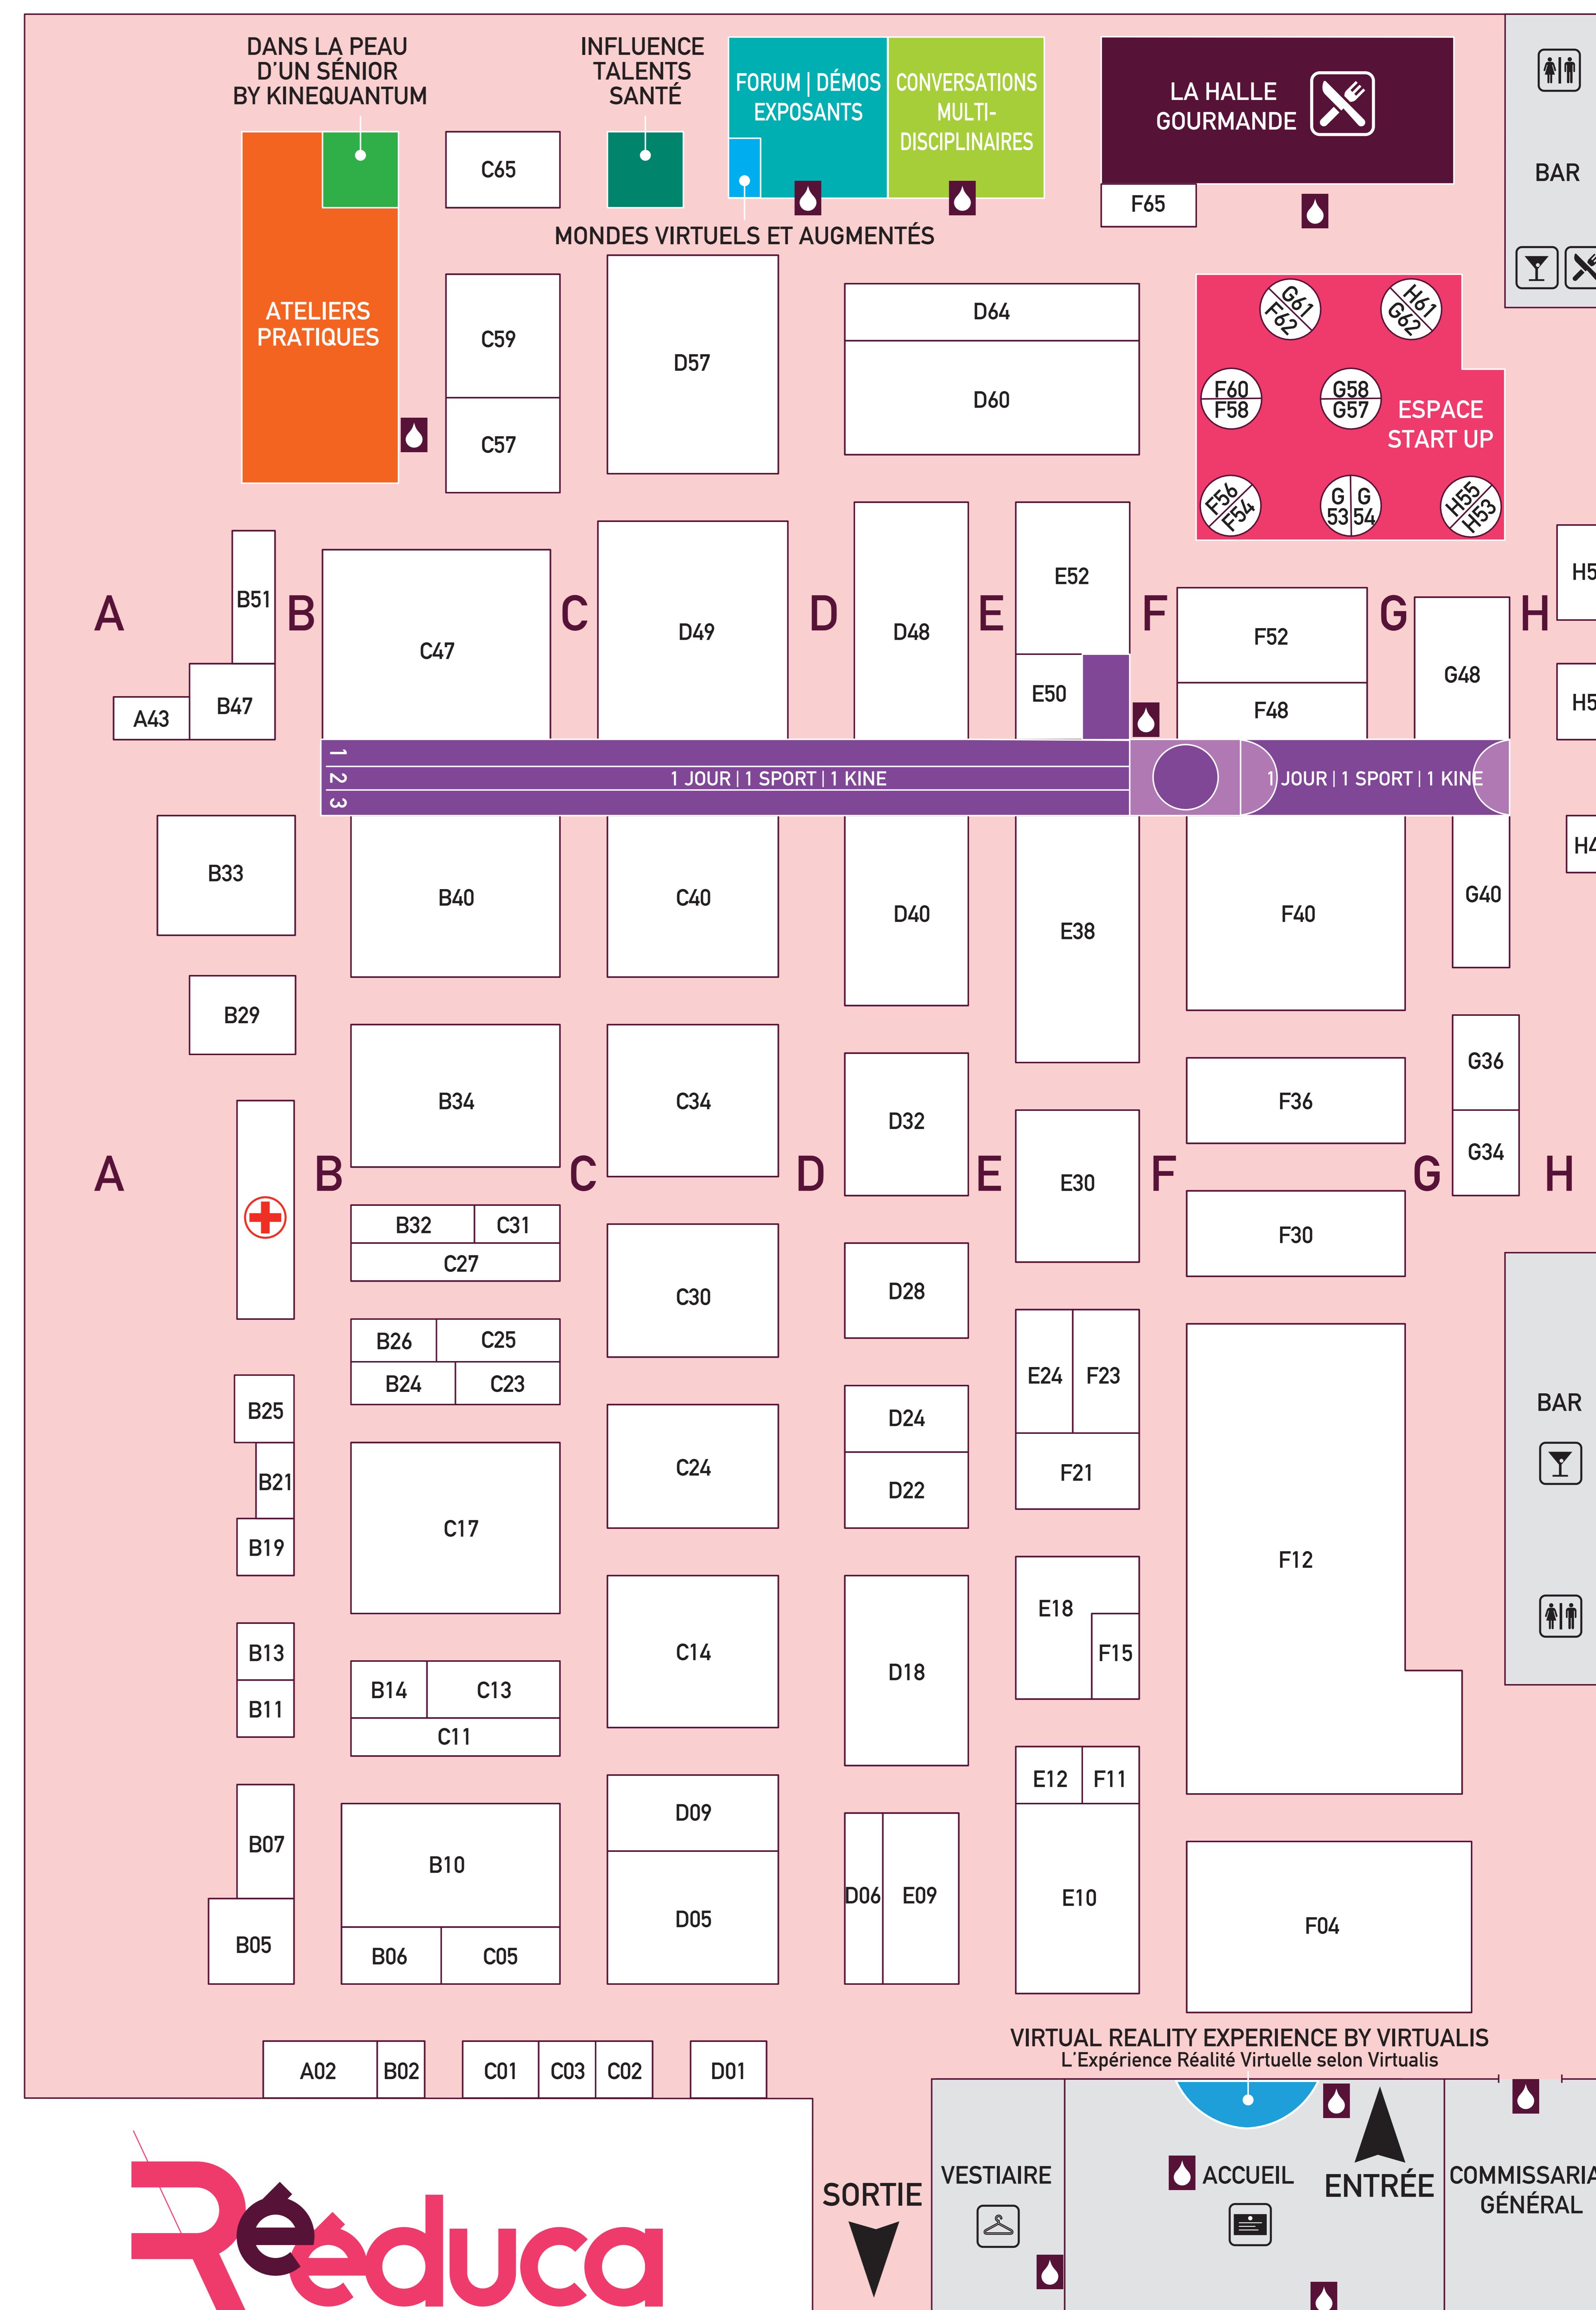 DANS LA PEAU
D'UN SÉNIOR
BY KINEQUANTUM
INFLUENCE
TALENTS
SANTÉ
FORUM | DÉMOS
EXPOSANTS
CONVERSATIONS
MULTI-
DISCIPLINAIRES
LA HALLE
GOURMANDE
BAR
C65
F65
MONDES VIRTUELS ET AUGMENTÉS
ATELIERS
PRATIQUES
C59
C57
D57
D64
D60
G61
F62
H61
G62
F60
F58
G58
G57
ESPACE
START UP
F56
F54
G
53
G
54
H55
H53
A
B51
B
C47
C
D49
D
D48
E
E52
E50
F
F52
F48
G
G48
H
H5
H5
A43
B47
1
2
3
1 JOUR | 1 SPORT | 1 KINE
1 JOUR | 1 SPORT | 1 KINE
B33
B40
C40
D40
E38
F40
G40
H4
B29
B34
C34
D32
E30
F36
G36
G34
A
B
C
D
E
F
G
H
B32
C31
C27
C30
D28
F30
B26
C25
B24
C23
E24
F23
F21
B25
B21
B19
C17
C24
D24
D22
F12
BAR
B13
B11
B14
C13
C11
C14
D18
E18
F15
E12
F11
E10
B07
B05
B10
B06
C05
D09
D05
D06
E09
F04
A02
B02
C01
C03
C02
D01
VIRTUAL REALITY EXPERIENCE BY VIRTUALIS
L'Expérience Réalité Virtuelle selon Virtualis
SORTIE
VESTIAIRE
ACCUEIL
ENTRÉE
COMMISSARIA
GÉNÉRAL
Rééduca